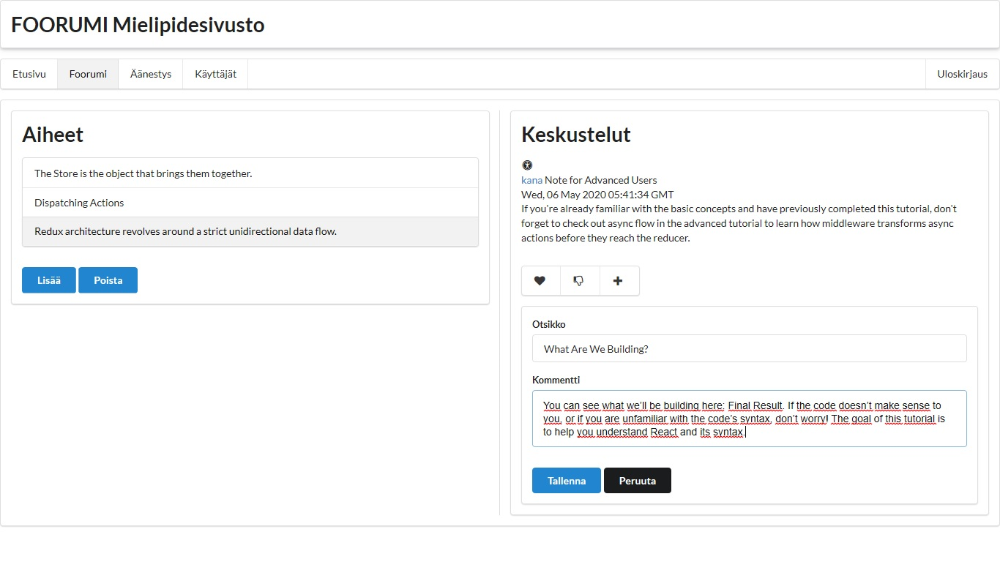 FOORUMI Mielipidesivusto
Etusivu
Foorumi
Äänestys
Käyttäjät
Uloskirjaus
Aiheet
The Store is the object that brings them together.
Dispatching Actions
Redux architecture revolves around a strict unidirectional data flow.
Lisää
Poista
Keskustelut
kana Note for Advanced Users
Wed, 06 May 2020 05:41:34 GMT
If you're already familiar with the basic concepts and have previously completed this tutorial, don't
forget to check out async flow in the advanced tutorial to learn how middleware transforms async
actions before they reach the reducer.
Otsikko
What Are We Building?
Kommentti
You can see what we’ll be building here: Final Result. If the code doesn’t make sense to
you, or if you are unfamiliar with the code’s syntax, don’t worry! The goal of this tutorial is
to help you understand React and its syntax.
Tallenna
Peruuta